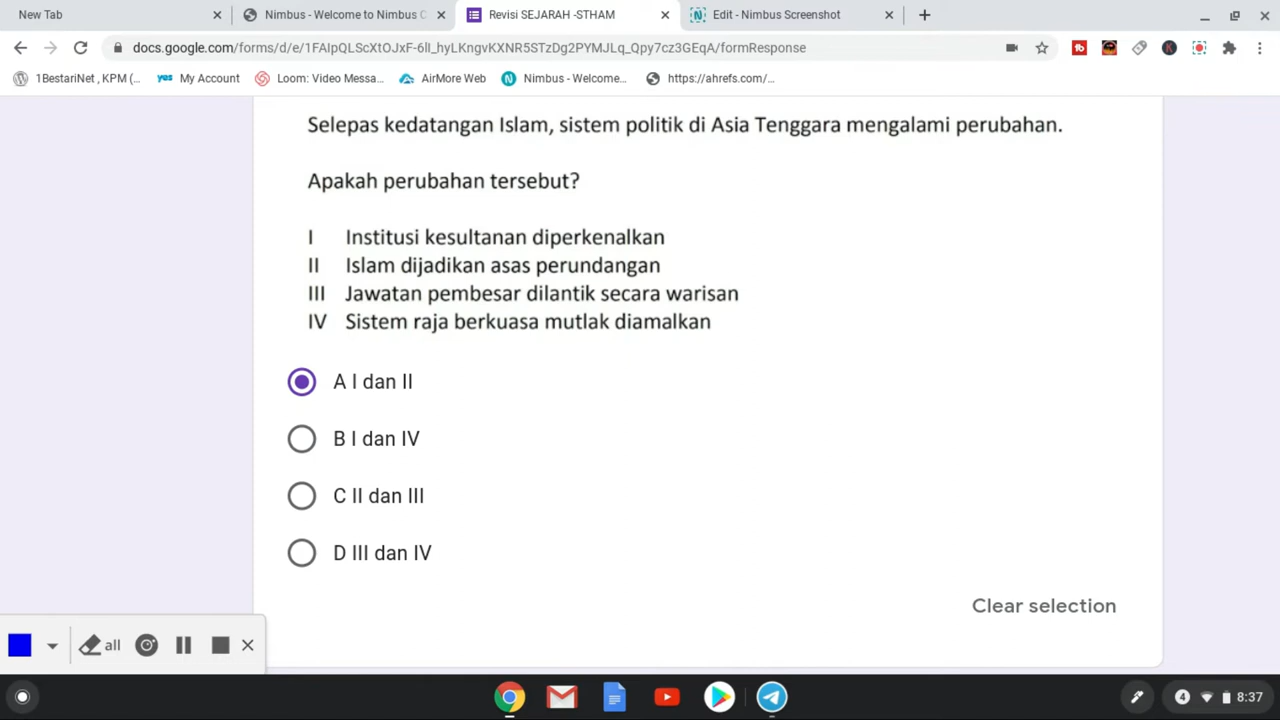 New Tab
Nimbus - Welcome to Nimbus C
Revisi SEJARAH -STHAM
Edit - Nimbus Screenshot
docs.google.com/forms/d/e/1FAIpQLScXtOJxF-6lI_hyLKngvKXNR5STzDg2PYMJLq_Qpy7cz3GEqA/formResponse
1BestariNet , KPM (...
yes My Account
Loom: Video Messa...
AirMore Web
Nimbus - Welcome...
https://ahrefs.com/...
Selepas kedatangan Islam, sistem politik di Asia Tenggara mengalami perubahan.
Apakah perubahan tersebut?
I Institusi kesultanan diperkenalkan
II Islam dijadikan asas perundangan
III Jawatan pembesar dilantik secara warisan
IV Sistem raja berkuasa mutlak diamalkan
A I dan II
B I dan IV
C II dan III
D III dan IV
Clear selection
all
4
8:37